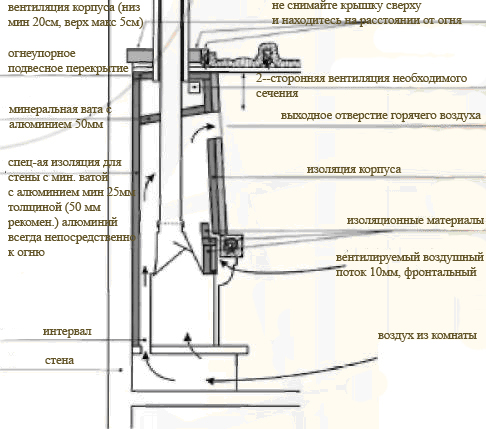 вентиляция корпуса (низ
мин 20см, верх макс 5см)
не снимайте крышку сверху
и находитесь на расстоянии от огня
огнеупорное
подвесное перекрытие
2--сторонняя вентиляция необходимого
сечения
минеральная вата с
алюминием 50мм
выходное отверстие горячего воздуха
спец-ая изоляция для
стены с мин. ватой
с алюминием мин 25мм
толщиной (50 мм
рекомен.) алюминий
всегда непосредственно
к огню
изоляция корпуса
изоляционные материалы
вентилируемый воздушный
поток 10мм, фронтальный
интервал
воздух из комнаты
стена